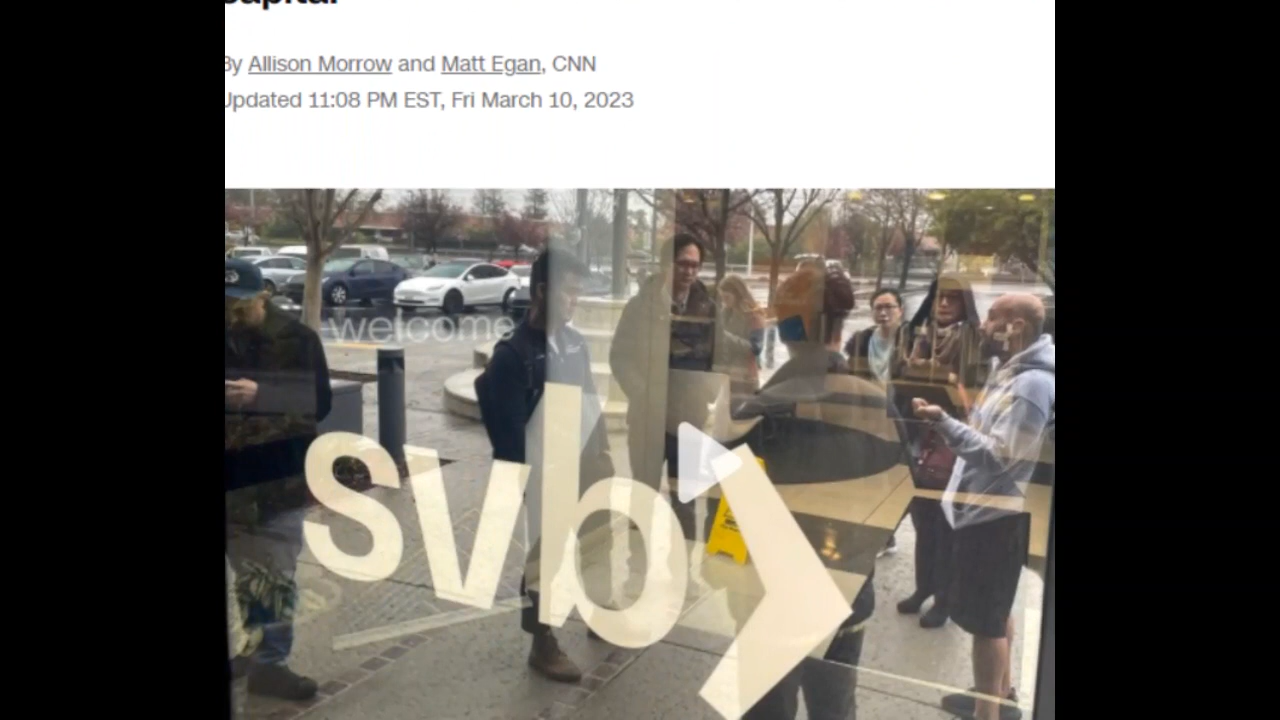 By Allison Morrow and Matt Egan, CNN
Updated 11:08 PM EST, Fri March 10, 2023
welcome
svb